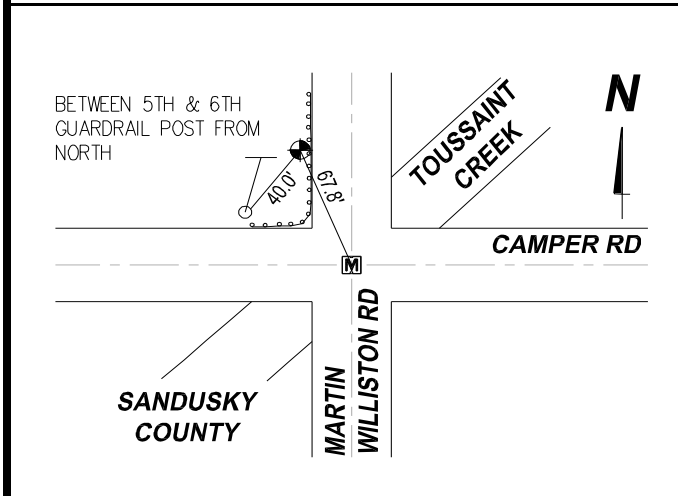 BETWEEN 5TH & 6TH
GUARDRAIL POST FROM
NORTH
40.0'
67.8'
TOUSSAINT
CREEK
N
CAMPER RD
M
MARTIN
WILLISTON RD
SANDUSKY
COUNTY